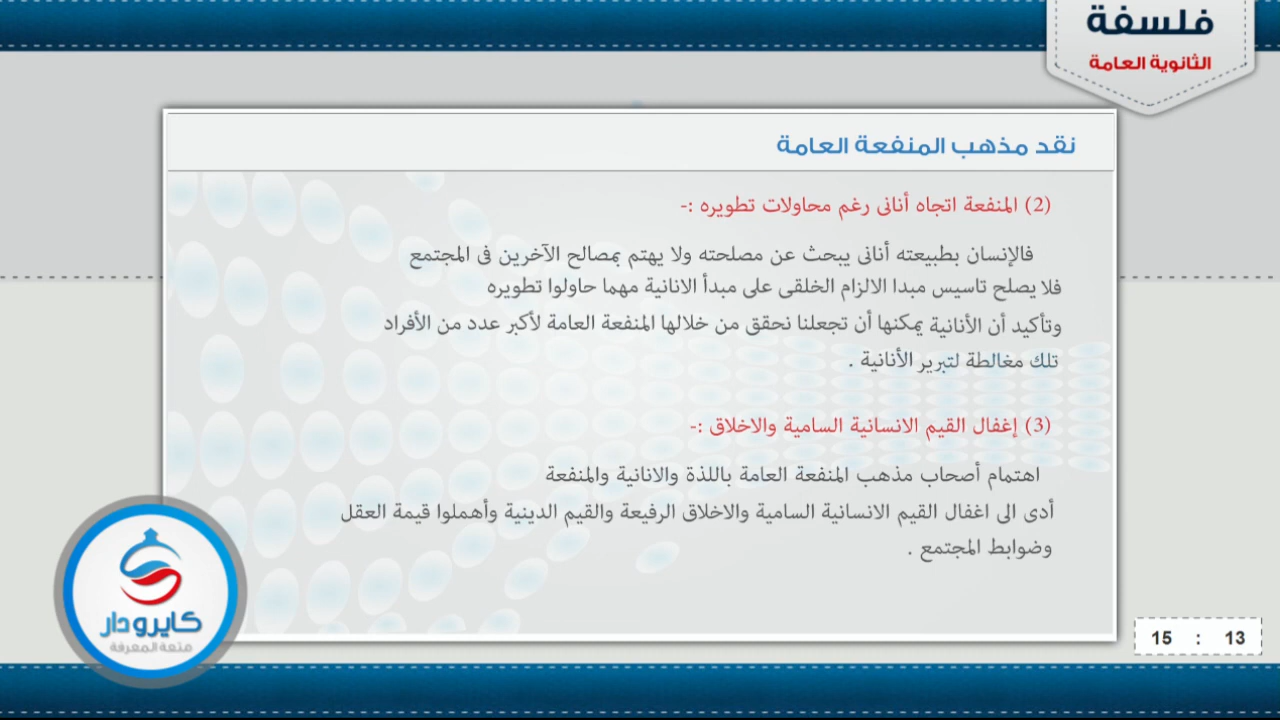 فلسفة
الثانوية العامة
نقد مذهب المنفعة العامة
(2) المنفعة اتجاه أنانى رغم محاولات تطويره :-
فالإنسان بطبيعته أنانى يبحث عن مصلحته ولا يهتم بمصالح الآخرين فى المجتمع
فلا يصلح تاسيس مبدا الالزام الخلقى على مبدأ الانانية مهما حاولوا تطويره
وتأكيد أن الأنانية يمكنها أن تجعلنا نحقق من خلالها المنفعة العامة لأكبر عدد من الأفراد
تلك مغالطة لتبرير الأنانية .
(3) إغفال القيم الانسانية السامية والاخلاق :-
اهتمام أصحاب مذهب المنفعة العامة باللذة والانانية والمنفعة
أدى الى اغفال القيم الانسانية السامية والاخلاق الرفيعة والقيم الدينية وأهملوا قيمة العقل
وضوابط المجتمع .
كايرودار
متعة المعرفة
15 : 13